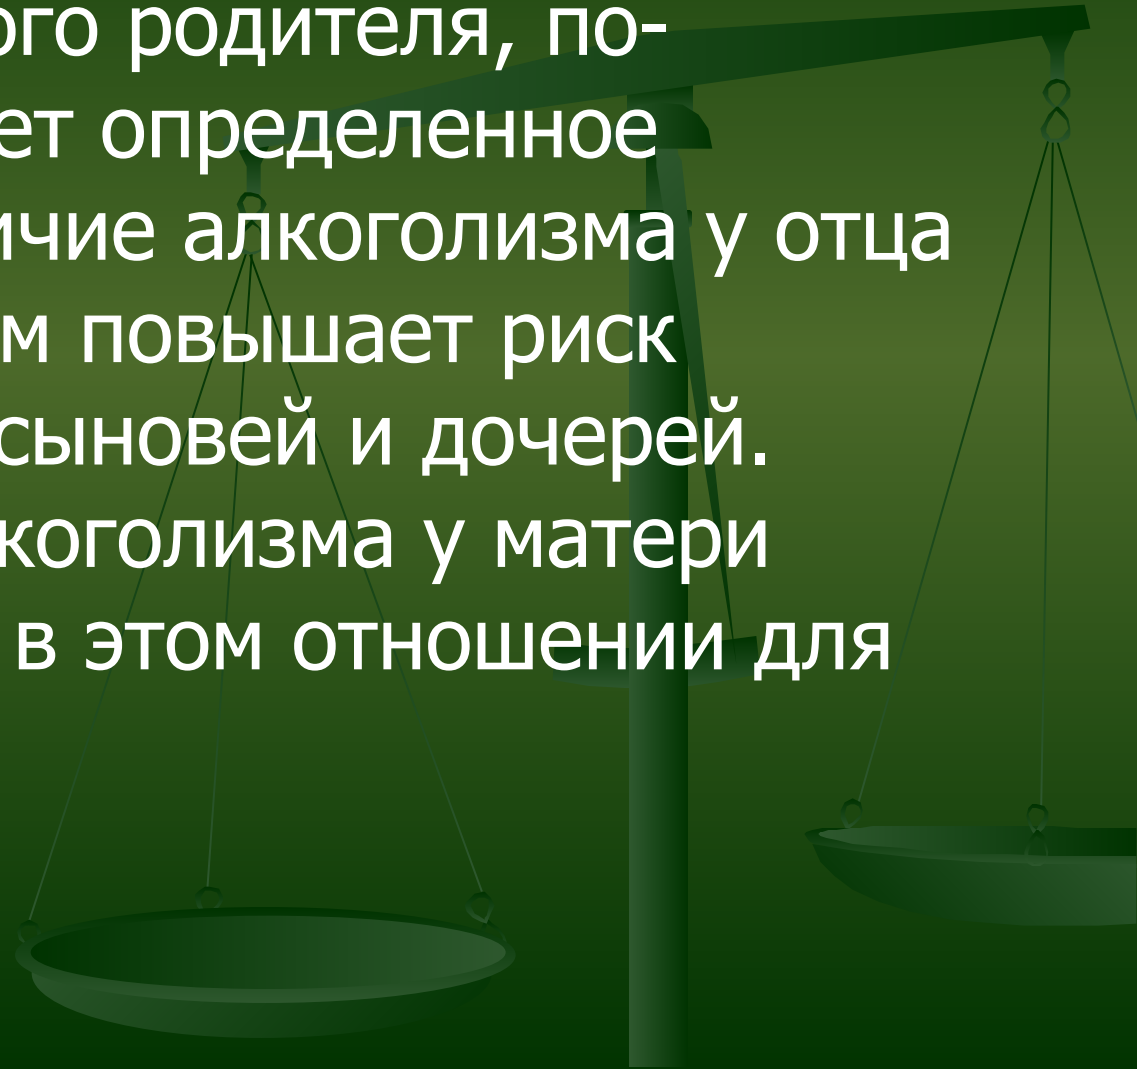 ого родителя, по-
ет определенное
ичие алкоголизма у отца
м повышает риск
сыновей и дочерей.
коголизма у матери
в этом отношении для